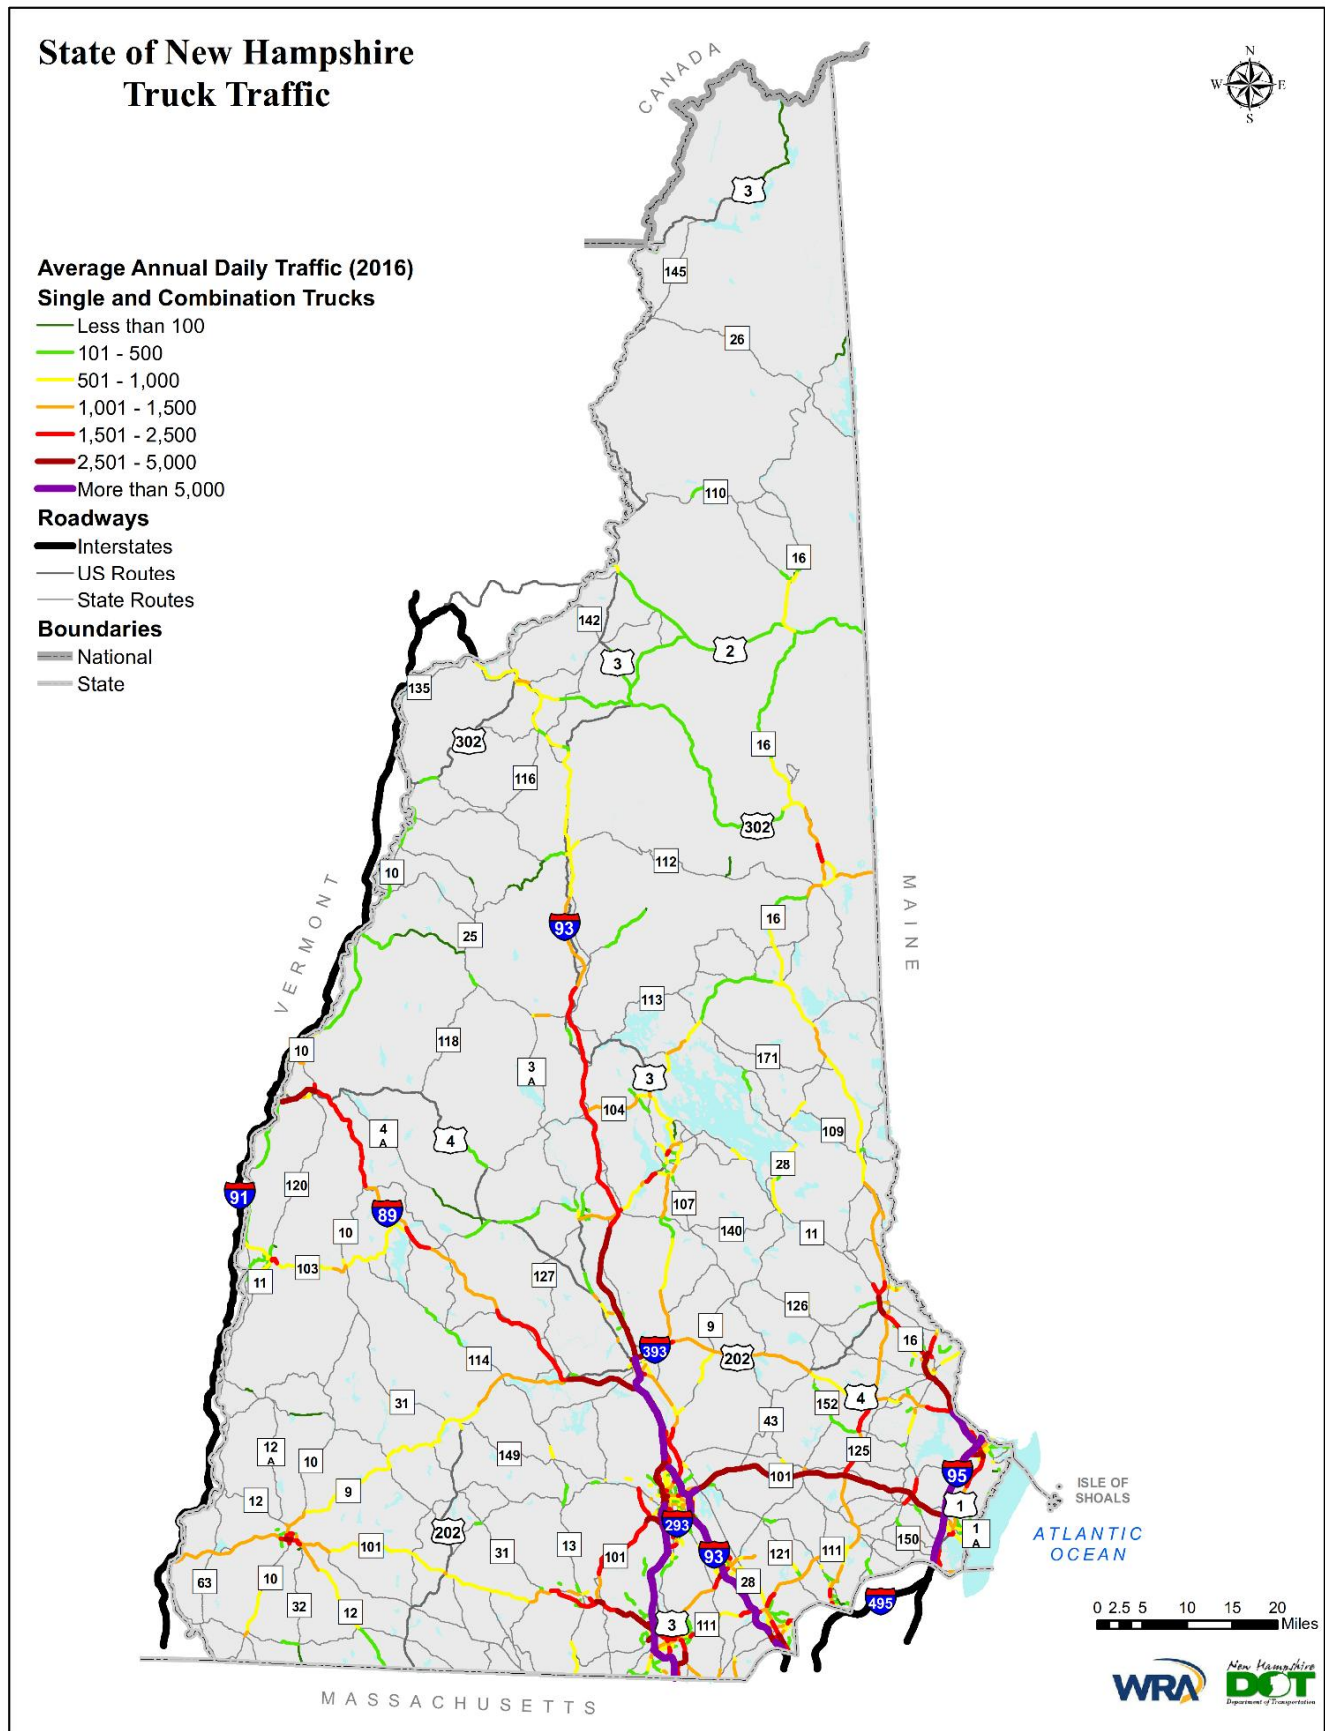 State of New Hampshire
Truck Traffic
N
W
E
S
CANADA
3
145
26
Average Annual Daily Traffic (2016)
Single and Combination Trucks
Less than 100
101 - 500
501 - 1,000
1,001 - 1,500
1,501 - 2,500
2,501 - 5,000
More than 5,000
Roadways
Interstates
US Routes
State Routes
Boundaries
National
State
110
16
142
3
2
135
302
16
116
302
10
112
VERMONT
MAINE
93
16
25
113
10
118
3
A
3
171
104
4
A
4
109
28
91
120
89
107
10
140
11
11
103
127
126
9
16
393
202
114
31
4
152
12
A
10
149
43
125
101
95
ISLE OF
SHOALS
12
9
1
293
202
1
A
150
ATLANTIC
OCEAN
101
31
13
101
93
121
111
63
10
28
32
12
495
3
111
0 2.5 5 10 15 20
Miles
MASSACHUSETTS
WRA
New Hampshire
DOT
Department of Transportation